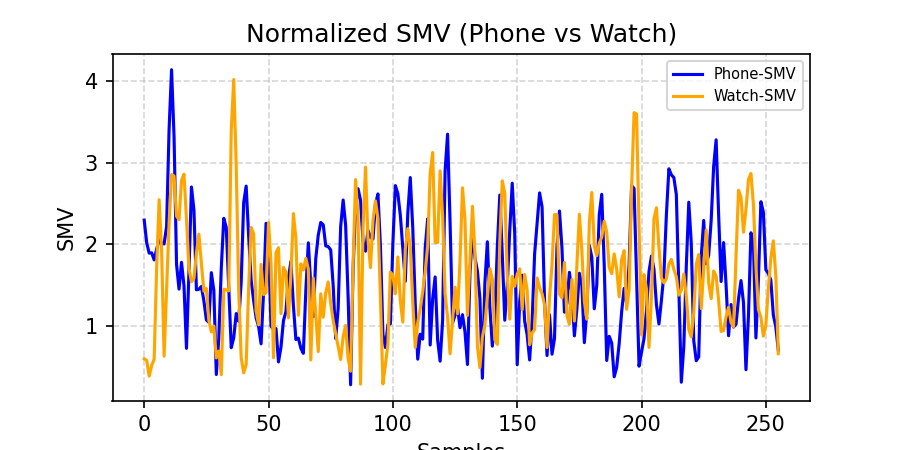 Normalized SMV (Phone vs Watch)
Phone-SMV
Watch-SMV
SMV
4
3
2
1
0 50 100 150 200 250
Samples